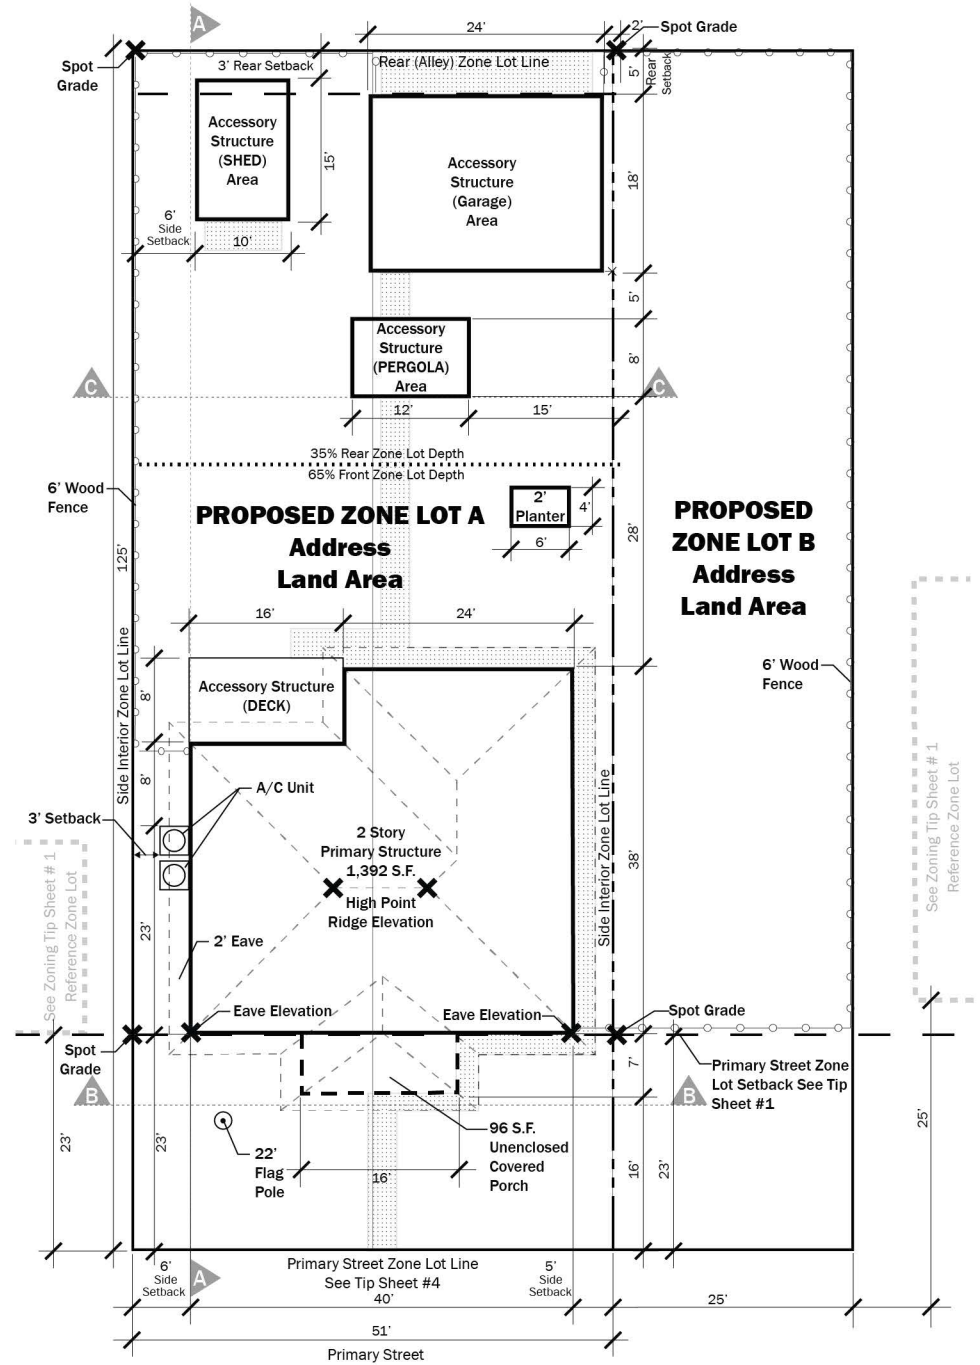 A
24'
2'
Spot Grade
Spot
Grade
3' Rear Setback
Rear (Alley) Zone Lot Line
5'
Rear
Setback
Accessory
Structure
(SHED)
Area
15'
Accessory
Structure
(Garage)
Area
18'
6'
Side
Setback
10'
5'
Accessory
Structure
(PERGOLA)
Area
8'
C
C
12'
15'
35% Rear Zone Lot Depth
65% Front Zone Lot Depth
6' Wood
Fence
2'
Planter
4'
6'
28'
PROPOSED ZONE LOT A
Address
Land Area
PROPOSED
ZONE LOT B
Address
Land Area
125'
16'
24'
Side Interior Zone Lot Line
8'
Accessory Structure
(DECK)
6' Wood
Fence
8'
A/C Unit
3' Setback
2 Story
Primary Structure
1,392 S.F.
High Point
Ridge Elevation
38'
Side Interior Zone Lot Line
See Zoning Tip Sheet # 1
Reference Zone Lot
See Zoning Tip Sheet # 1
Reference Zone Lot
23'
2' Eave
Eave Elevation
Eave Elevation
Spot Grade
Spot
Grade
7'
Primary Street Zone
Lot Setback See Tip
Sheet #1
B
B
25'
23'
23'
22'
Flag
Pole
16'
96 S.F.
Unenclosed
Covered
Porch
16'
23'
Primary Street Zone Lot Line
See Tip Sheet #4
6'
Side
Setback
A
5'
Side
Setback
40'
25'
51'
Primary Street